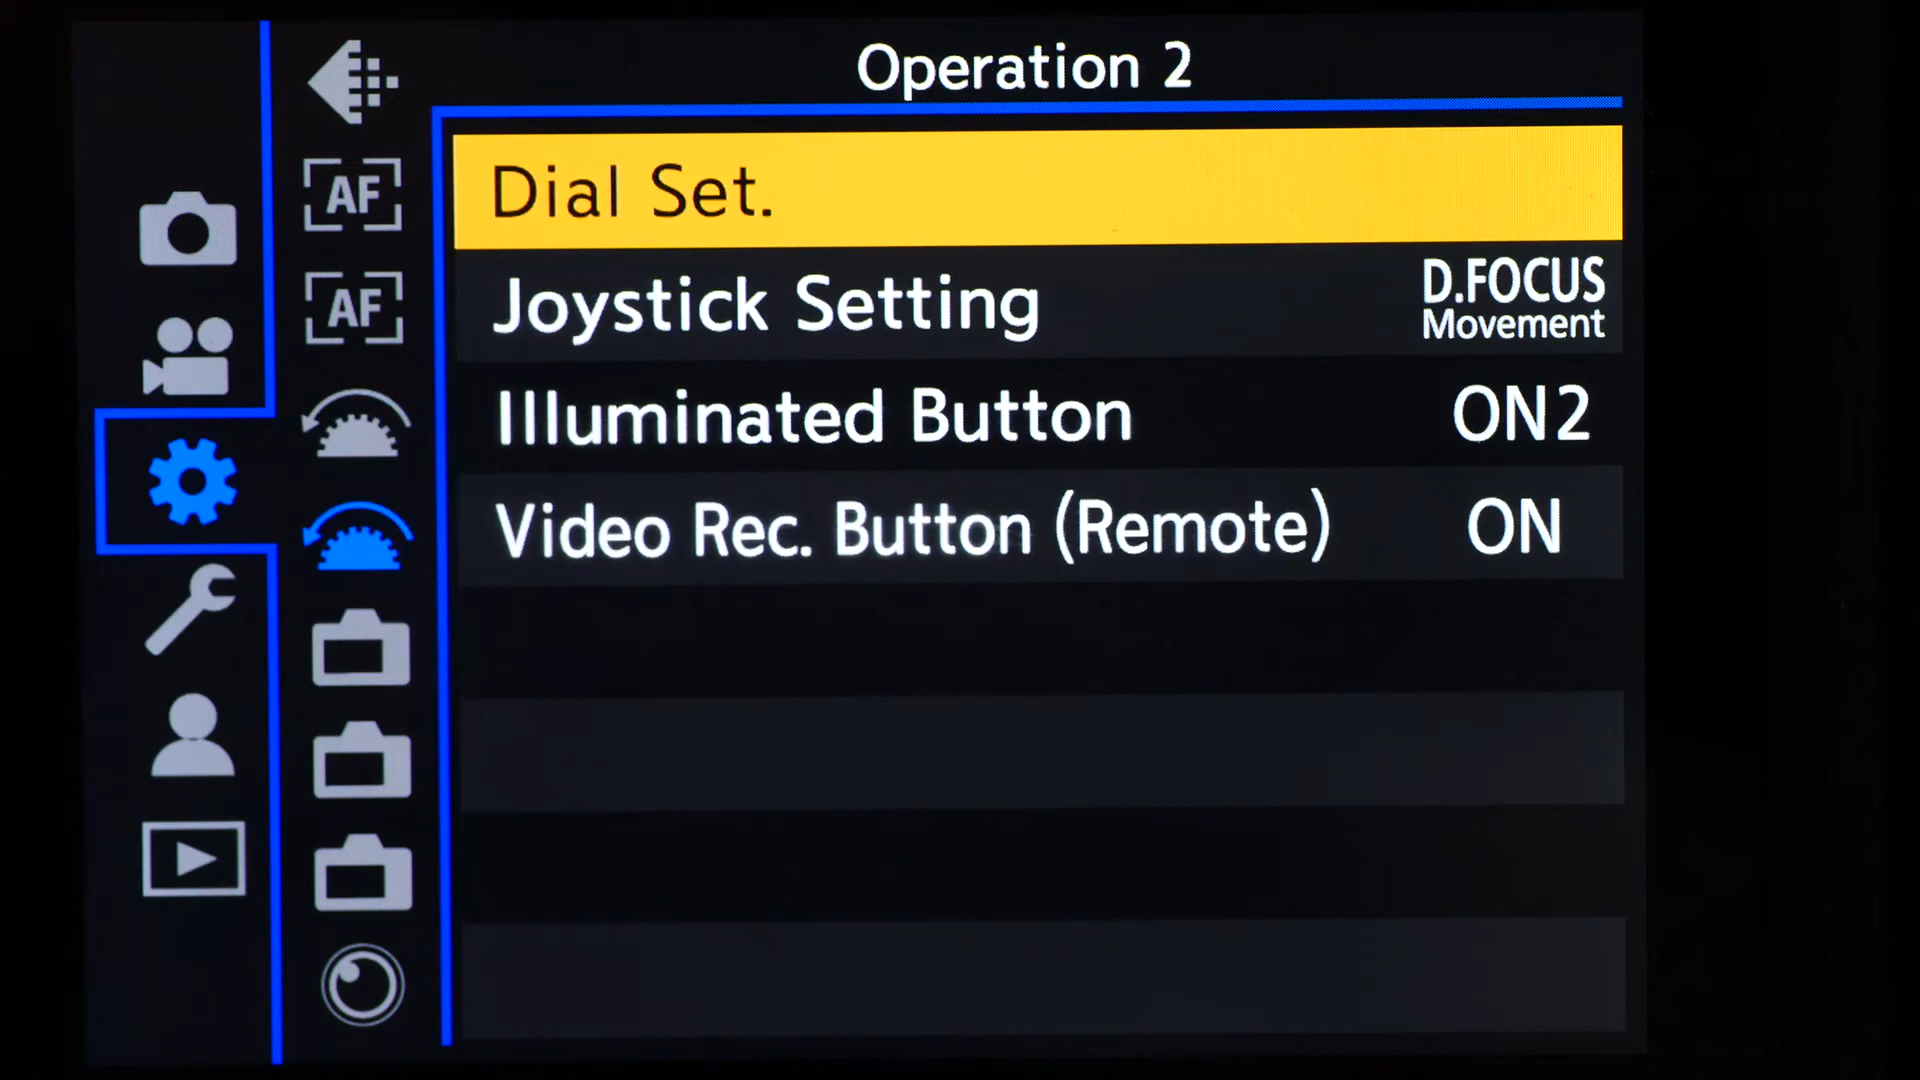 Operation 2
AF
AF
Dial Set.
Joystick Setting D.FOCUS Movement
Illuminated Button ON2
Video Rec. Button (Remote) ON